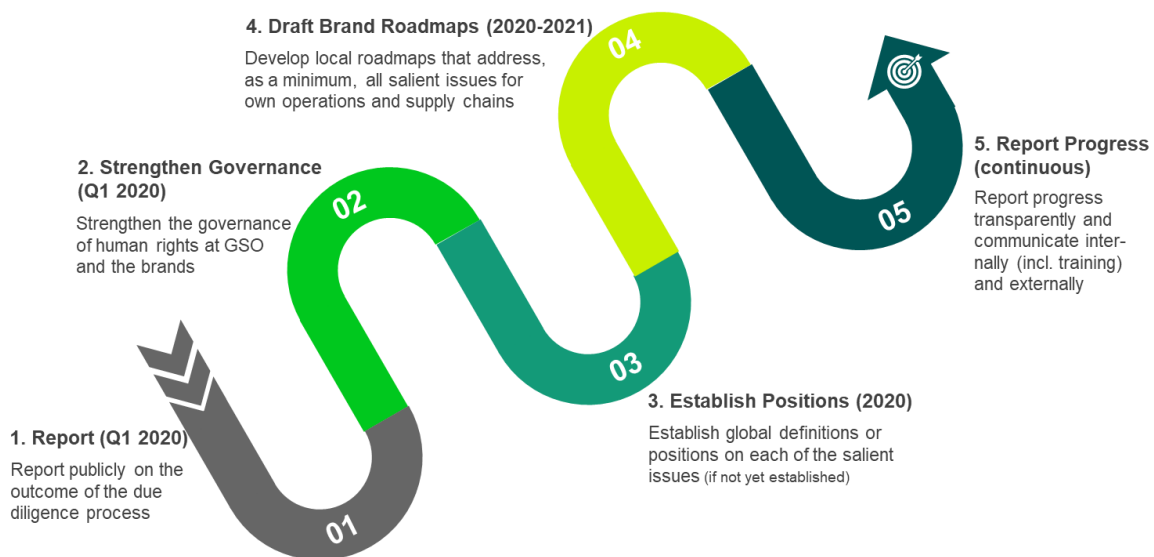 1. Report (Q1 2020)
Report publicly on the
outcome of the due
diligence process
01
2. Strengthen Governance
(Q1 2020)
Strengthen the governance
of human rights at GSO
and the brands
02
3. Establish Positions (2020)
Establish global definitions or
positions on each of the salient
issues (if not yet established)
03
4. Draft Brand Roadmaps (2020-2021)
Develop local roadmaps that address,
as a minimum, all salient issues for
own operations and supply chains
04
5. Report Progress
(continuous)
Report progress
transparently and
communicate inter-
nally (incl. training)
and externally
05